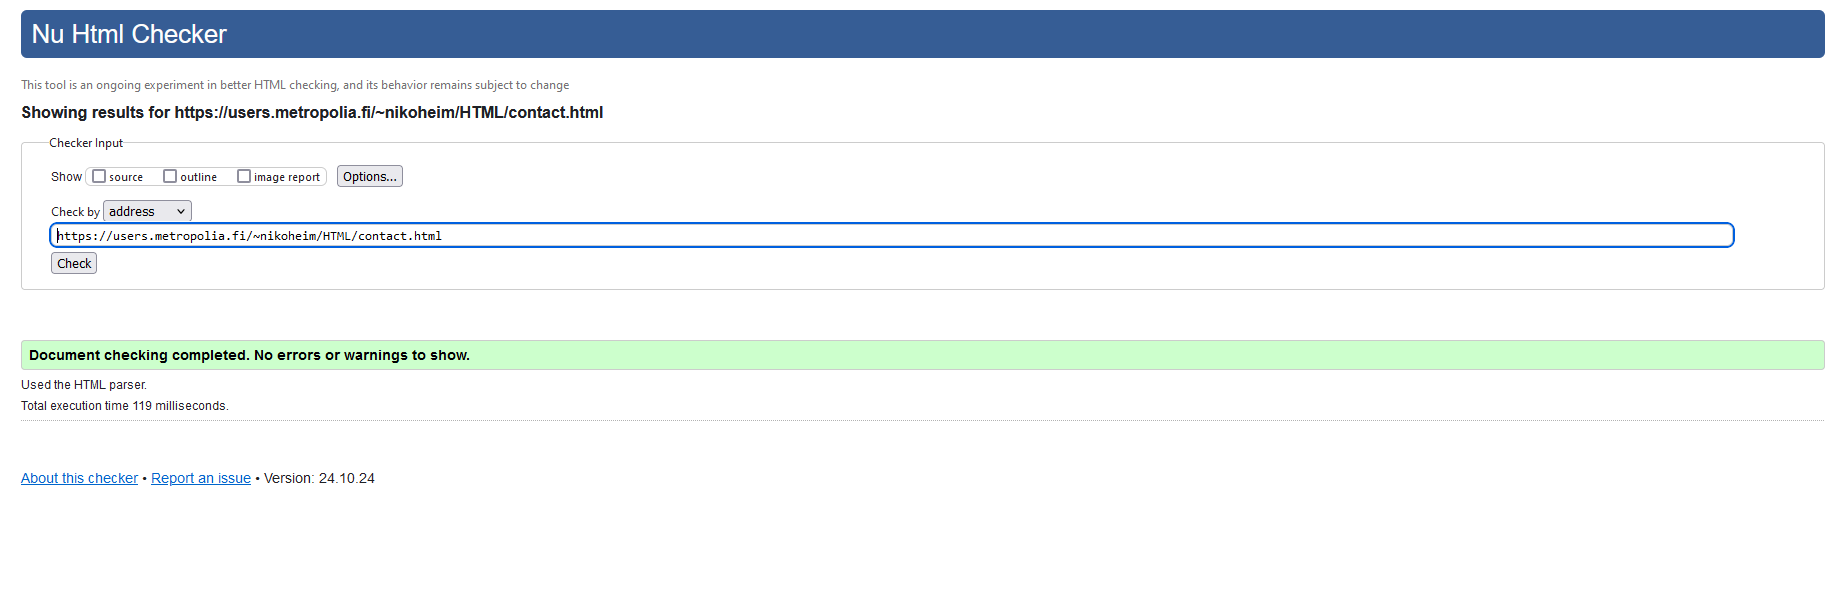 Nu Html Checker
This tool is an ongoing experiment in better HTML checking, and its behavior remains subject to change
Showing results for https://users.metropolia.fi/~nikoheim/HTML/contact.html
Checker Input
Show source outline image report Options...
Check by address
https://users.metropolia.fi/~nikoheim/HTML/contact.html
Check
Document checking completed. No errors or warnings to show.
Used the HTML parser.
Total execution time 119 milliseconds.
About this checker • Report an issue • Version: 24.10.24